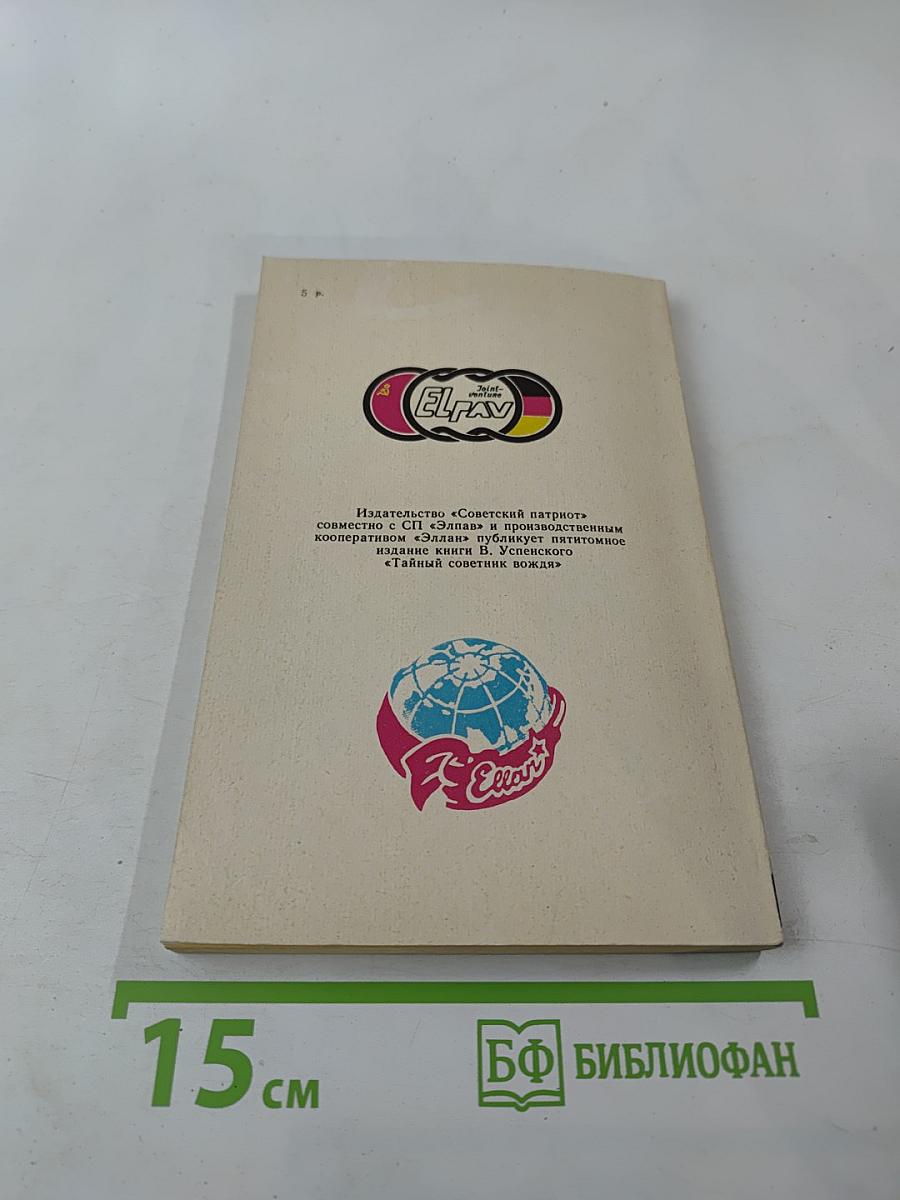 5 р.
Joint-
venture
ELPAV
Издательство «Советский патриот»
совместно с СП «Элпав» и производственным
кооперативом «Эллан» публикует пятитомное
издание книги В. Успенского
«Тайный советник вождя»
Ellan
15 см
БФ БИБЛИОФАН